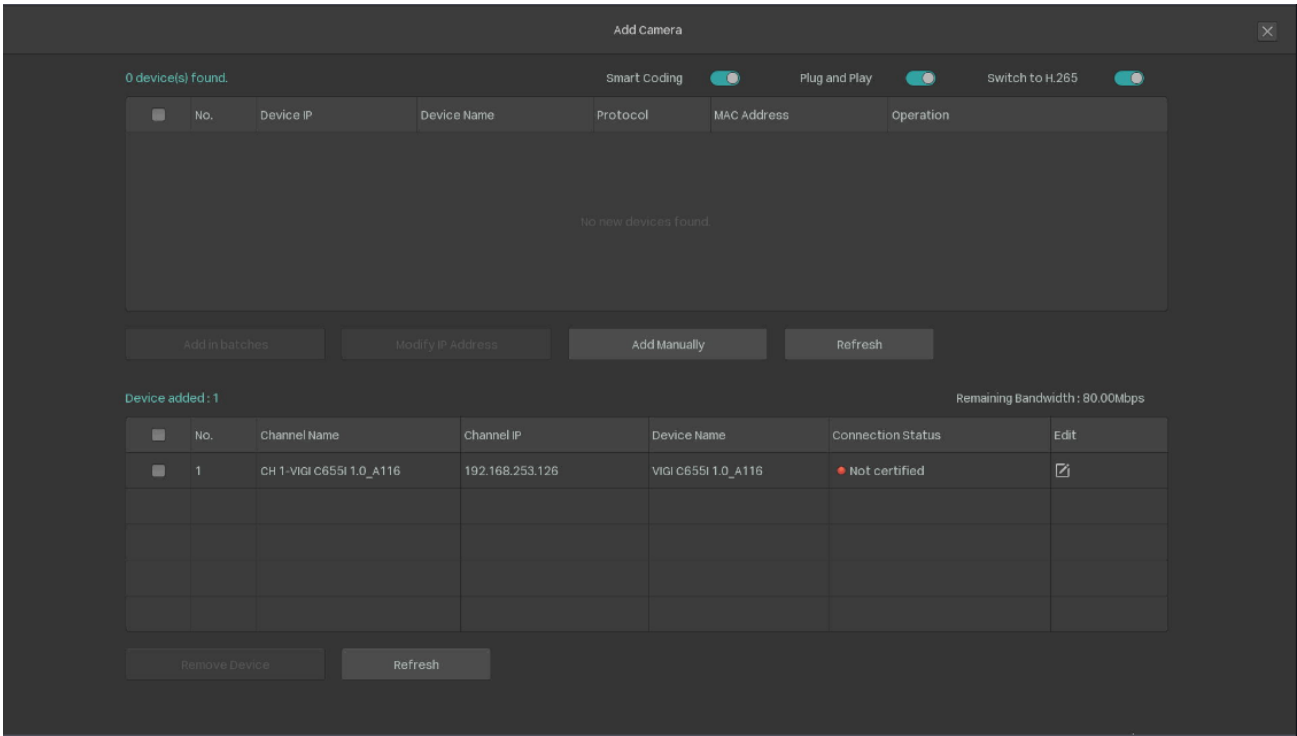 Add Camera
0 device(s) found. Smart Coding Plug and Play Switch to H.265
No. Device IP Device Name Protocol MAC Address Operation
No new devices found.
Add in batches Modify IP Address Add Manually Refresh
Device added : 1 Remaining Bandwidth : 80.00Mbps
No. Channel Name Channel IP Device Name Connection Status Edit
1 CH 1-VIGI C655I 1.0_A116 192.168.253.126 VIGI C655I 1.0_A116 Not certified
Remove Device Refresh